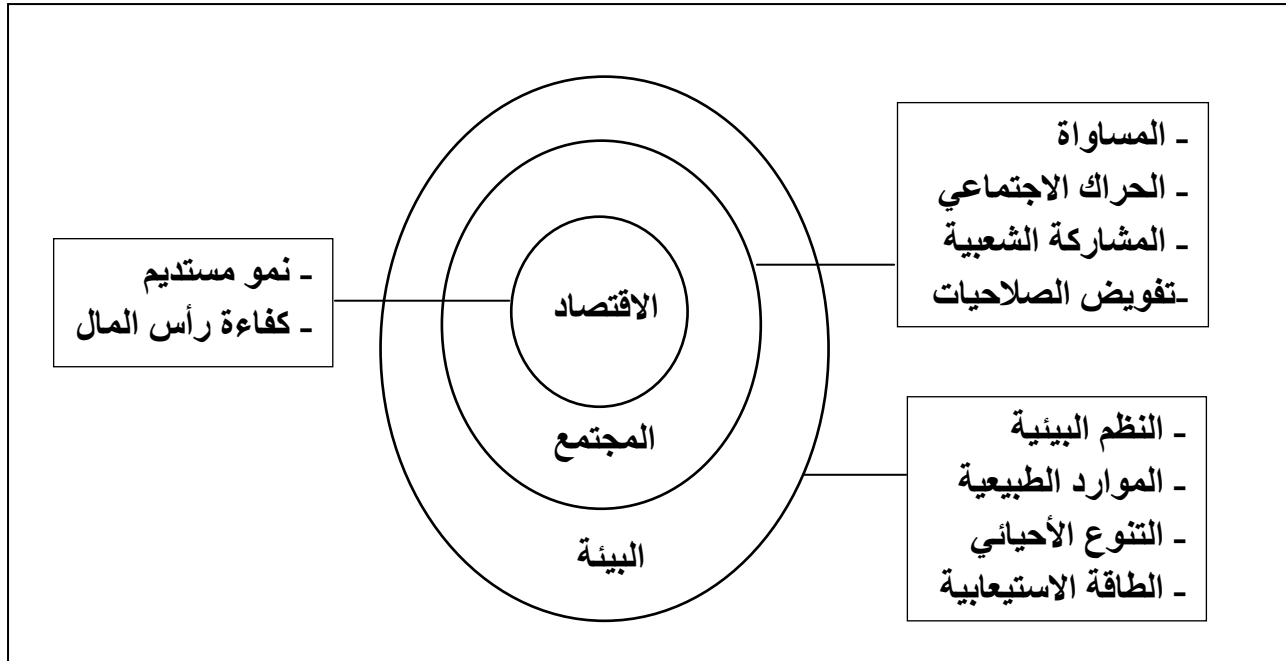 - المساواة
- الحراك الاجتماعي
- المشاركة الشعبية
-تفويض الصلاحيات
- نمو مستديم
- كفاءة رأس المال
الاقتصاد
المجتمع
البيئة
- النظم البيئية
- الموارد الطبيعية
- التنوع الأحيائي
- الطاقة الاستيعابية